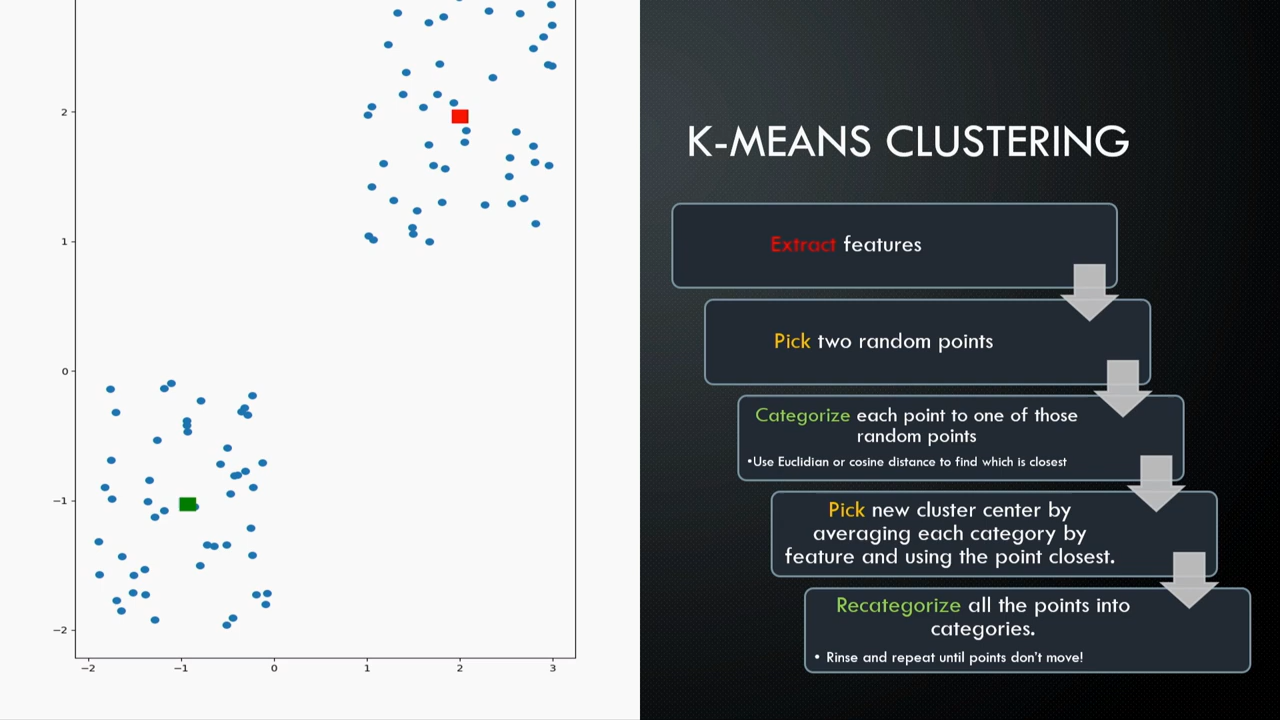 2
1
0
−1
−2
−2
−1
0
1
2
3
K-MEANS CLUSTERING
Extract features
Pick two random points
Categorize each point to one of those
random points
•Use Euclidian or cosine distance to find which is closest
Pick new cluster center by
averaging each category by
feature and using the point closest.
Recategorize all the points into
categories.
• Rinse and repeat until points don't move!